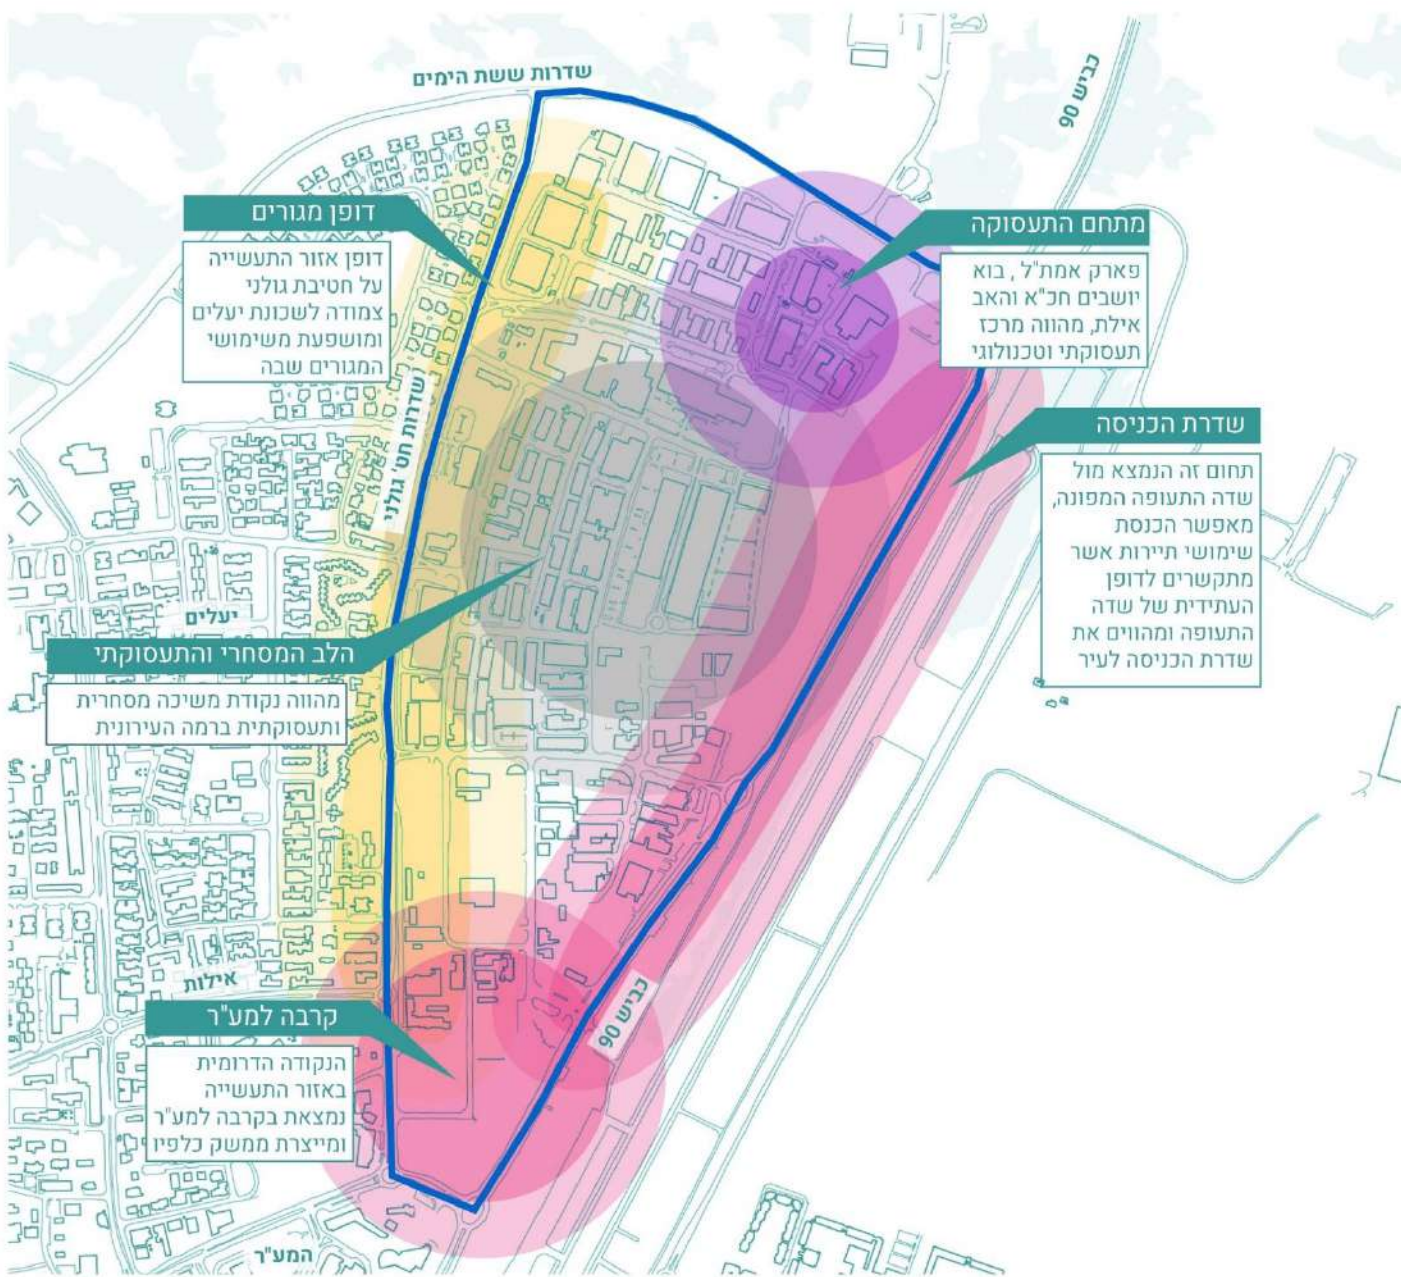 שדרות ששת הימים
כביש 90
דופן מגורים
דופן אזור התעשייה
על חטיבת גולני
צמודה לשכונת יעלים
ומושפעת משימושי
המגורים שבה
מתחם התעסוקה
פארק אמת"ל, בוא
יושבים חכ"א והאב
אילת, מהווה מרכז
תעסוקתי וטכנולוגי
שדרות חט' גולני
שדרת הכניסה
תחום זה הנמצא מול
שדה התעופה המפונה,
מאפשר הכנסת
שימושי תיירות אשר
מתקשרים לדופן
העתידית של שדה
התעופה ומהווים את
שדרת הכניסה לעיר
יעלים
הלב המסחרי והתעסוקתי
מהווה נקודת משיכה מסחרית
ותעסוקתית ברמה העירונית
אילות
כביש 90
קרבה למע"ר
הנקודה הדרומית
באזור התעשייה
נמצאת בקרבה למע"ר
ומייצרת ממשק כלפיו
המע"ר